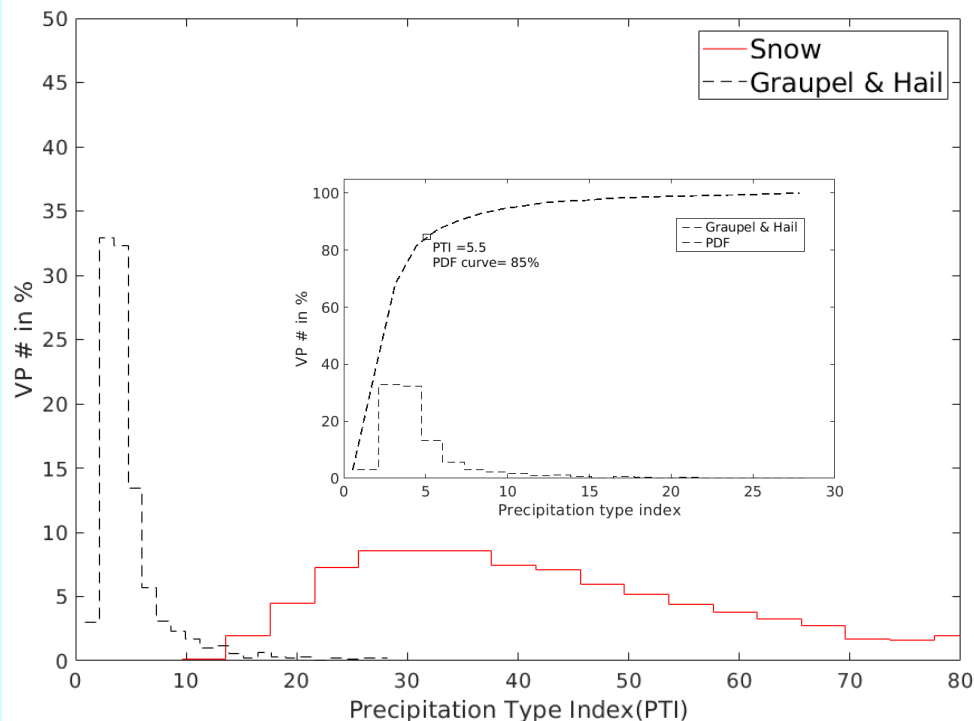 50
45
40
35
30
25
20
15
10
5
0
VP # in %
Snow
Graupel & Hail
100
80
60
40
20
0
VP # in %
Graupel & Hail
PDF
PTI =5.5
PDF curve= 85%
0 5 10 15 20 25 30
Precipitation type index
0 10 20 30 40 50 60 70 80
Precipitation Type Index(PTI)